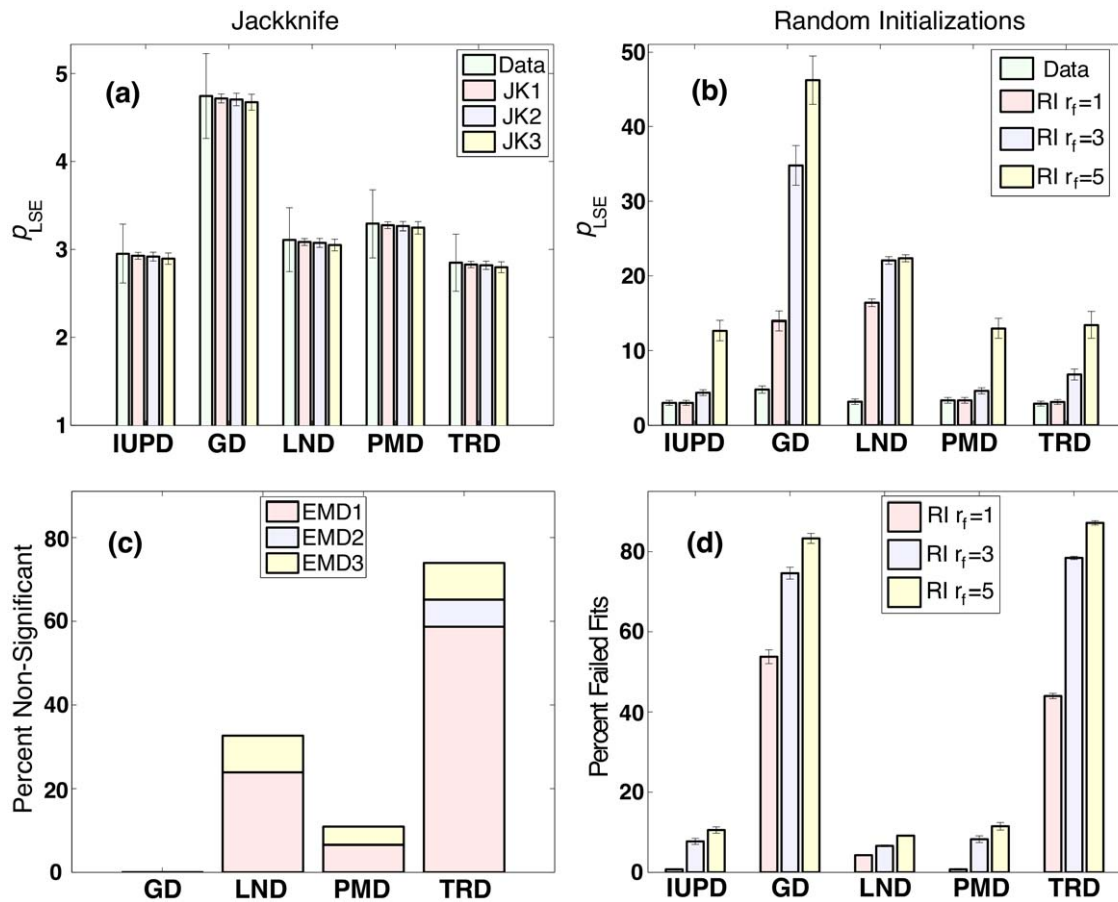 Jackknife
Random Initializations
(a)
Data
JK1
JK2
JK3
5
4
3
2
1
pLSE
IUPD GD LND PMD TRD
(b)
Data
RI rf=1
RI rf=3
RI rf=5
50
40
30
20
10
0
pLSE
IUPD GD LND PMD TRD
(c)
EMD1
EMD2
EMD3
80
60
40
20
0
Percent Non-Significant
GD LND PMD TRD
(d)
RI rf=1
RI rf=3
RI rf=5
80
60
40
20
0
Percent Failed Fits
IUPD GD LND PMD TRD